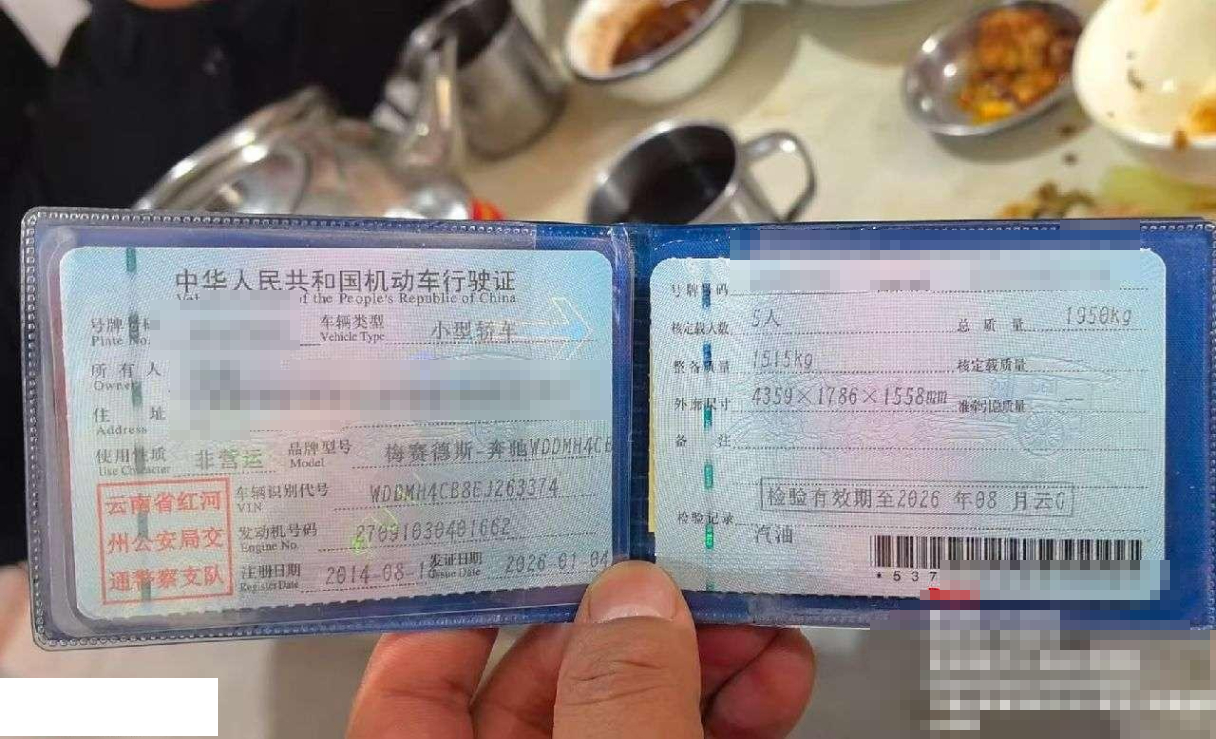 中华人民共和国机动车行驶证
of the People's Republic of China
号牌号码 车辆类型 小型轿车
Plate No. Vehicle Type
所有人
Owner
住址
Address
使用性质 非营运 品牌型号 梅赛德斯-奔驰WDDMH4CB
Use Character Model
云南省红河
州公安局交
通警察支队
车辆识别代号 WDDMH4CB8EJ263374
VIN
发动机号码 27091030401662
Engine No.
注册日期 2014-08-1 发证日期 2026-01-04
Register Date Issue Date
号牌号码
核定载人数 5人 总质量 1950kg
整备质量 1515kg 核定载质量
外廓尺寸 4359×1786×1558mm 准牵引总质量 --
备注
检验有效期至2026年08月云G
检验记录
汽油
*537